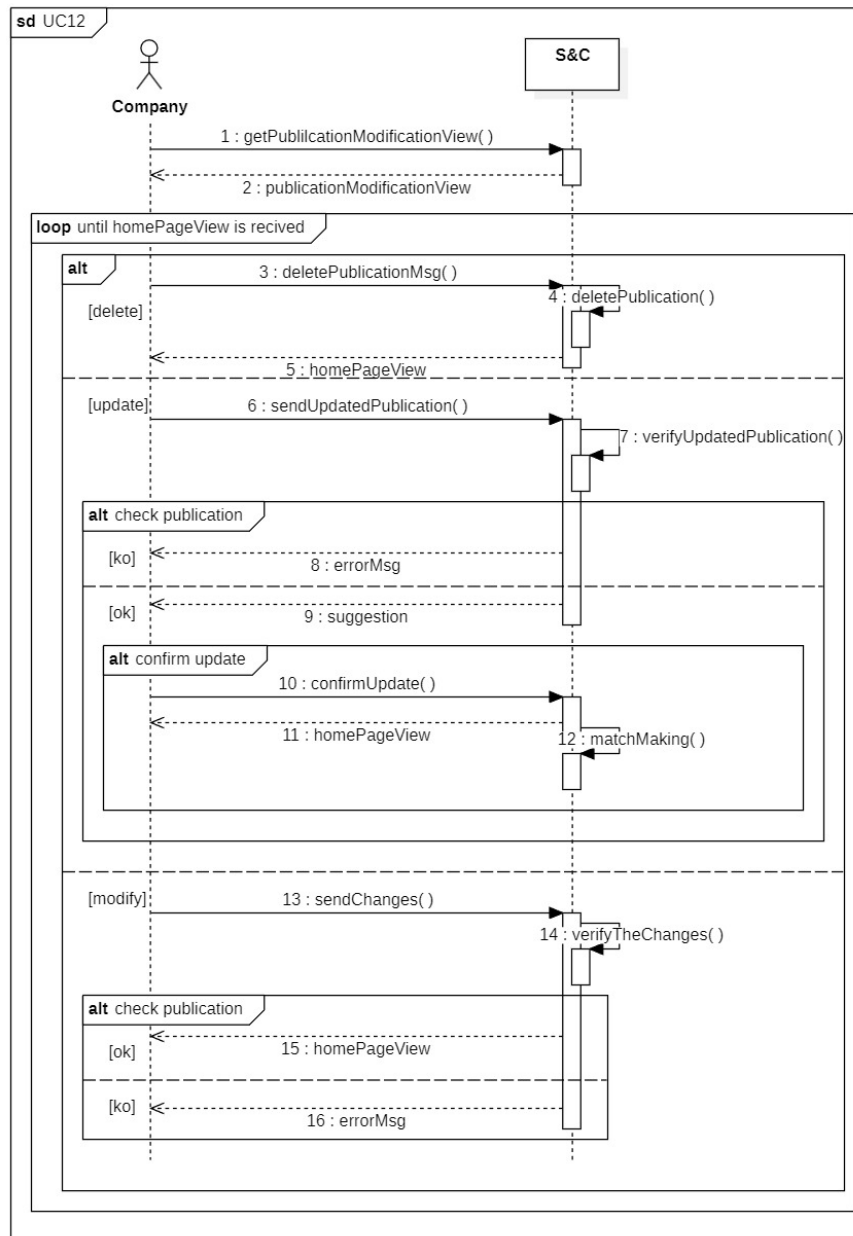 sd UC12
S&C
Company
1 : getPublilcationModificationView( )
2 : publicationModificationView
loop until homePageView is recived
alt
3 : deletePublicationMsg( )
4 : deletePublication( )
[delete]
5 : homePageView
[update]
6 : sendUpdatedPublication( )
7 : verifyUpdatedPublication( )
alt check publication
[ko]
8 : errorMsg
[ok]
9 : suggestion
alt confirm update
10 : confirmUpdate( )
11 : homePageView
12 : matchMaking( )
[modify]
13 : sendChanges( )
14 : verifyTheChanges( )
alt check publication
[ok]
15 : homePageView
[ko]
16 : errorMsg